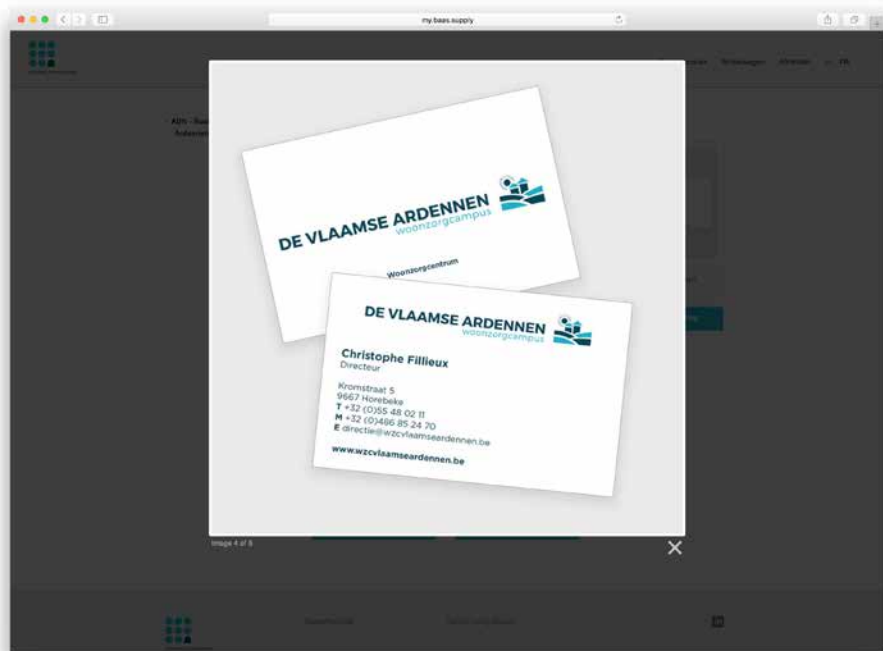 my.baas.supply
FR
DE VLAAMSE ARDENNEN
woonzorgcampus
Woonzorgcentrum
DE VLAAMSE ARDENNEN
woonzorgcampus
Christophe Fillieux
Directeur
Kromstraat 5
9667 Horebeke
T +32 (0)55 48 02 11
M +32 (0)486 85 24 70
E directie@wzcvlaamseardennen.be
www.wzcvlaamseardennen.be
Image 4 of 5